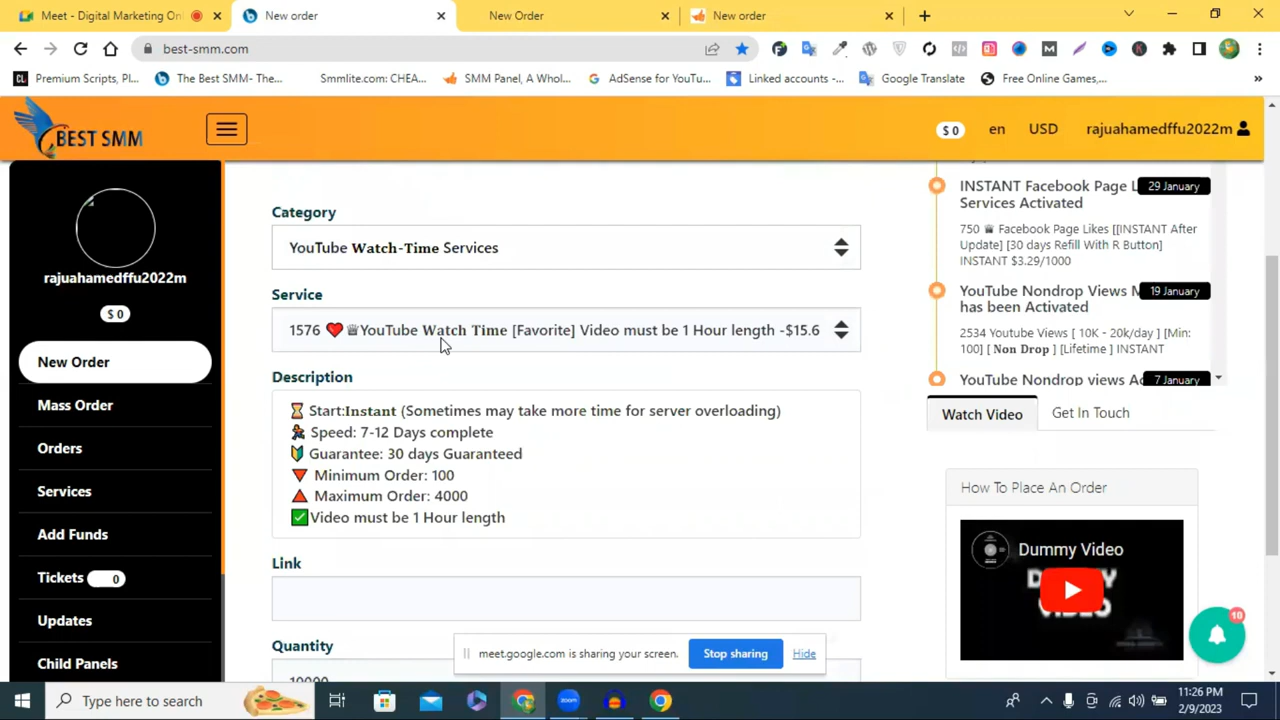 Meet - Digital Marketing Onl
New order
New Order
New order
best-smm.com
Premium Scripts, Pl...
The Best SMM- The...
Smmlite.com: CHEA...
SMM Panel, A Whol...
AdSense for YouTu...
Linked accounts -...
Google Translate
Free Online Games,...
BEST SMM
$ 0
en
USD
rajuahamedffu2022m
rajuahamedffu2022m
$ 0
New Order
Mass Order
Orders
Services
Add Funds
Tickets 0
Updates
Child Panels
Category
YouTube Watch-Time Services
Service
1576 ❤️♕YouTube Watch Time [Favorite] Video must be 1 Hour length -$15.6
Description
⏳ Start:Instant (Sometimes may take more time for server overloading)
Speed: 7-12 Days complete
🔰 Guarantee: 30 days Guaranteed
🔻 Minimum Order: 100
🔺 Maximum Order: 4000
✅Video must be 1 Hour length
Link
Quantity
10000
meet.google.com is sharing your screen.
Stop sharing
Hide
INSTANT Facebook Page L
29 January
Services Activated
750 ♛ Facebook Page Likes [[INSTANT After
Update] [30 days Refill With R Button]
INSTANT $3.29/1000
YouTube Nondrop Views M
19 January
has been Activated
2534 Youtube Views [ 10K - 20k/day ] [Min:
100] [ Non Drop ] [Lifetime ] INSTANT
YouTube Nondrop views Ac
7 January
Watch Video
Get In Touch
How To Place An Order
Dummy Video
VIDEO
10
Type here to search
11:26 PM
2/9/2023